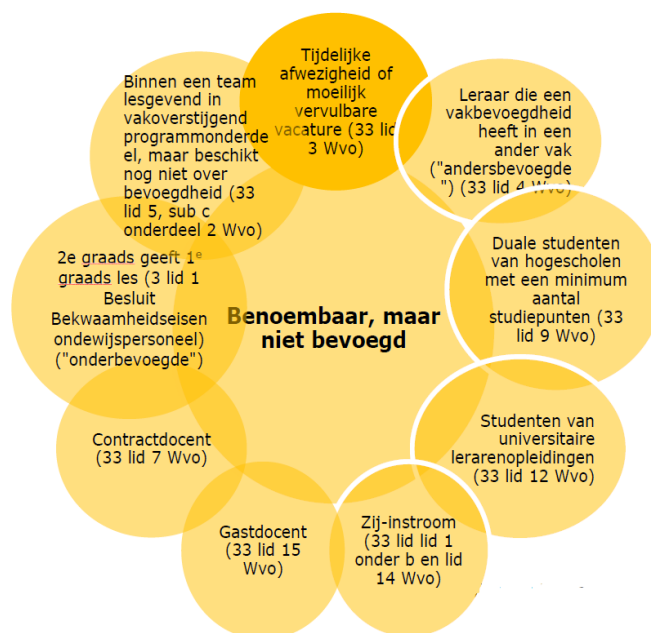 Tijdelijke
afwezigheid of
moeilijk
vervulbare
vacature (33 lid
3 Wvo)
Leraar die een
vakbevoegdheid
heeft in een
ander vak
("andersbevoegde
") (33 lid 4 Wvo)
Duale studenten
van hogescholen
met een minimum
aantal
studiepunten (33
lid 9 Wvo)
Studenten van
universitaire
lerarenopleidingen
(33 lid 12 Wvo)
Zij-instroom
(33 lid lid 1
onder b en lid
14 Wvo)
Gastdocent
(33 lid 15
Wvo)
Contractdocent
(33 lid 7 Wvo)
2e graads geeft 1e
graads les (3 lid 1
Besluit
Bekwaamheidseisen
ondewijspersoneel)
("onderbevoegde")
Binnen een team
lesgevend in
vakoverstijgend
programmonderde
el, maar beschikt
nog niet over
bevoegdheid (33
lid 5, sub c
onderdeel 2 Wvo)
Benoembaar, maar
niet bevoegd